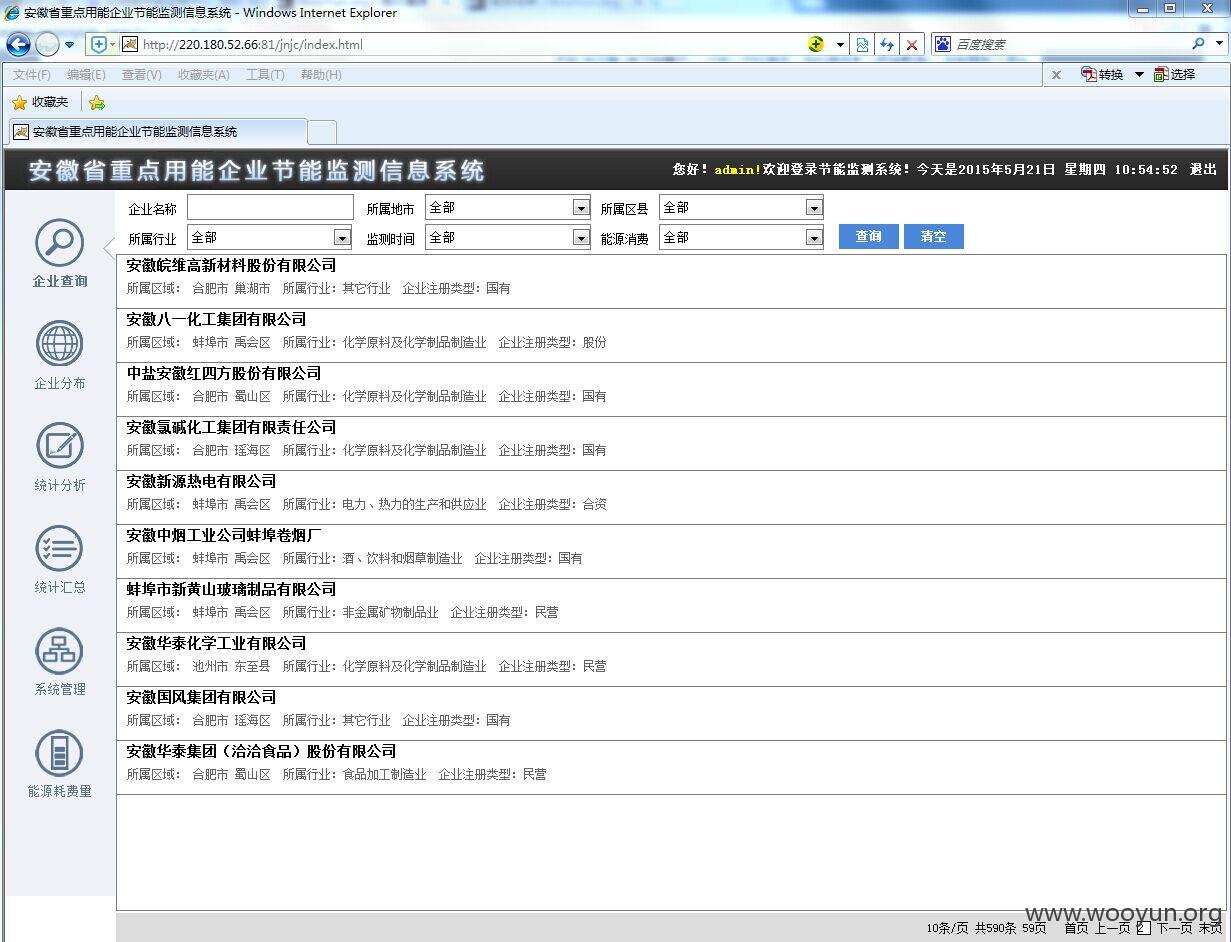 安徽省重点用能企业节能监测信息系统 - Windows Internet Explorer
http://220.180.52.66:81/jnjc/index.html
百度搜索
文件(F) 编辑(E) 查看(V) 收藏夹(A) 工具(T) 帮助(H)
x 转换 选择
收藏夹
安徽省重点用能企业节能监测信息系统
安徽省重点用能企业节能监测信息系统
您好！admin!欢迎登录节能监测系统！今天是2015年5月21日 星期四 10:54:52 退出
企业名称 所属地市 全部 所属区县 全部
所属行业 全部 监测时间 全部 能源消费 全部 查询 清空
企业查询
企业分布
统计分析
统计汇总
系统管理
能源耗费量
安徽皖维高新材料股份有限公司
所属区域： 合肥市 巢湖市 所属行业：其它行业 企业注册类型：国有
安徽八一化工集团有限公司
所属区域： 蚌埠市 禹会区 所属行业：化学原料及化学制品制造业 企业注册类型：股份
中盐安徽红四方股份有限公司
所属区域： 合肥市 蜀山区 所属行业：化学原料及化学制品制造业 企业注册类型：国有
安徽氯碱化工集团有限责任公司
所属区域： 合肥市 瑶海区 所属行业：化学原料及化学制品制造业 企业注册类型：国有
安徽新源热电有限公司
所属区域： 蚌埠市 禹会区 所属行业：电力、热力的生产和供应业 企业注册类型：合资
安徽中烟工业公司蚌埠卷烟厂
所属区域： 蚌埠市 禹会区 所属行业：酒、饮料和烟草制造业 企业注册类型：国有
蚌埠市新黄山玻璃制品有限公司
所属区域： 蚌埠市 禹会区 所属行业：非金属矿物制品业 企业注册类型：民营
安徽华泰化学工业有限公司
所属区域： 池州市 东至县 所属行业：化学原料及化学制品制造业 企业注册类型：民营
安徽国风集团有限公司
所属区域： 合肥市 瑶海区 所属行业：其它行业 企业注册类型：国有
安徽华泰集团（洽洽食品）股份有限公司
所属区域： 合肥市 蜀山区 所属行业：食品加工制造业 企业注册类型：民营
www.wooyun.org
10条/页 共590条 59页 首页 上一页 2 下一页 末页